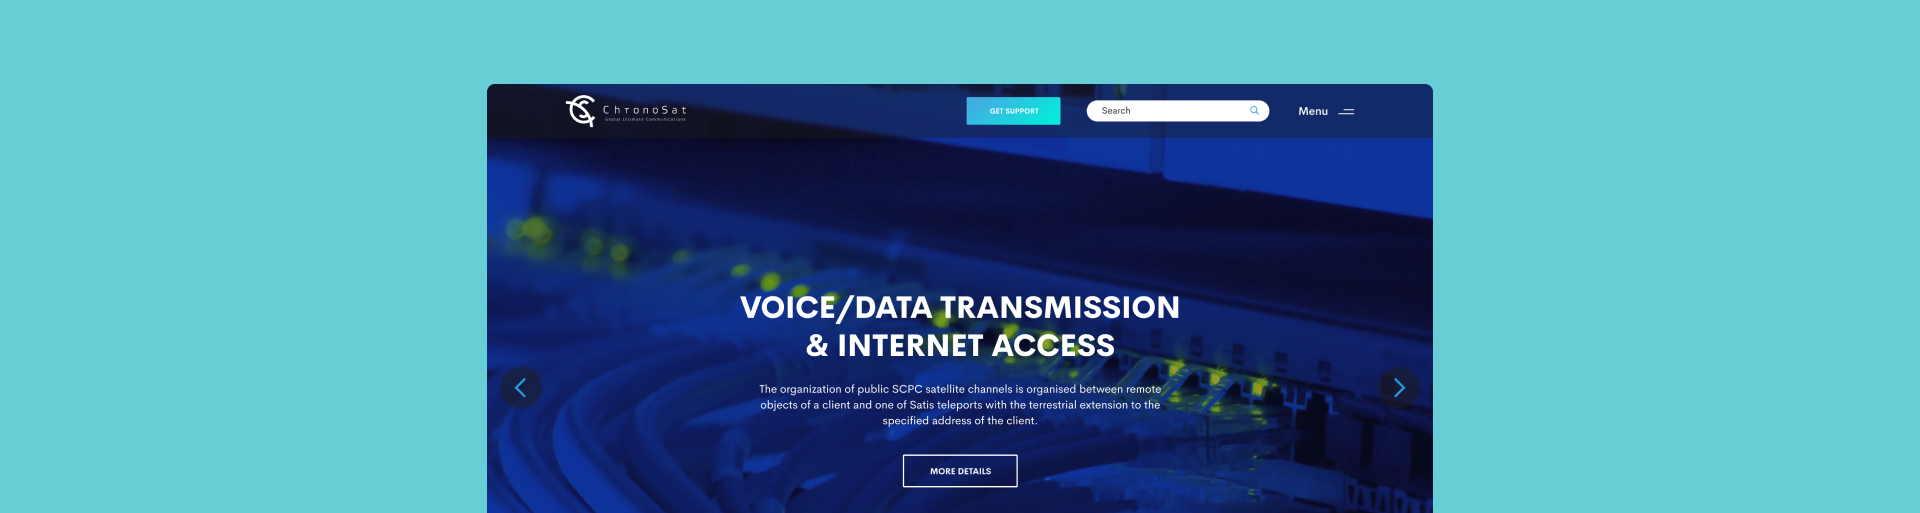 ChronoSat
Global Ultimate Communications
GET SUPPORT
Search
Menu
VOICE/DATA TRANSMISSION
& INTERNET ACCESS
The organization of public SCPC satellite channels is organised between remote
objects of a client and one of Satis teleports with the terrestrial extension to the
specified address of the client.
MORE DETAILS